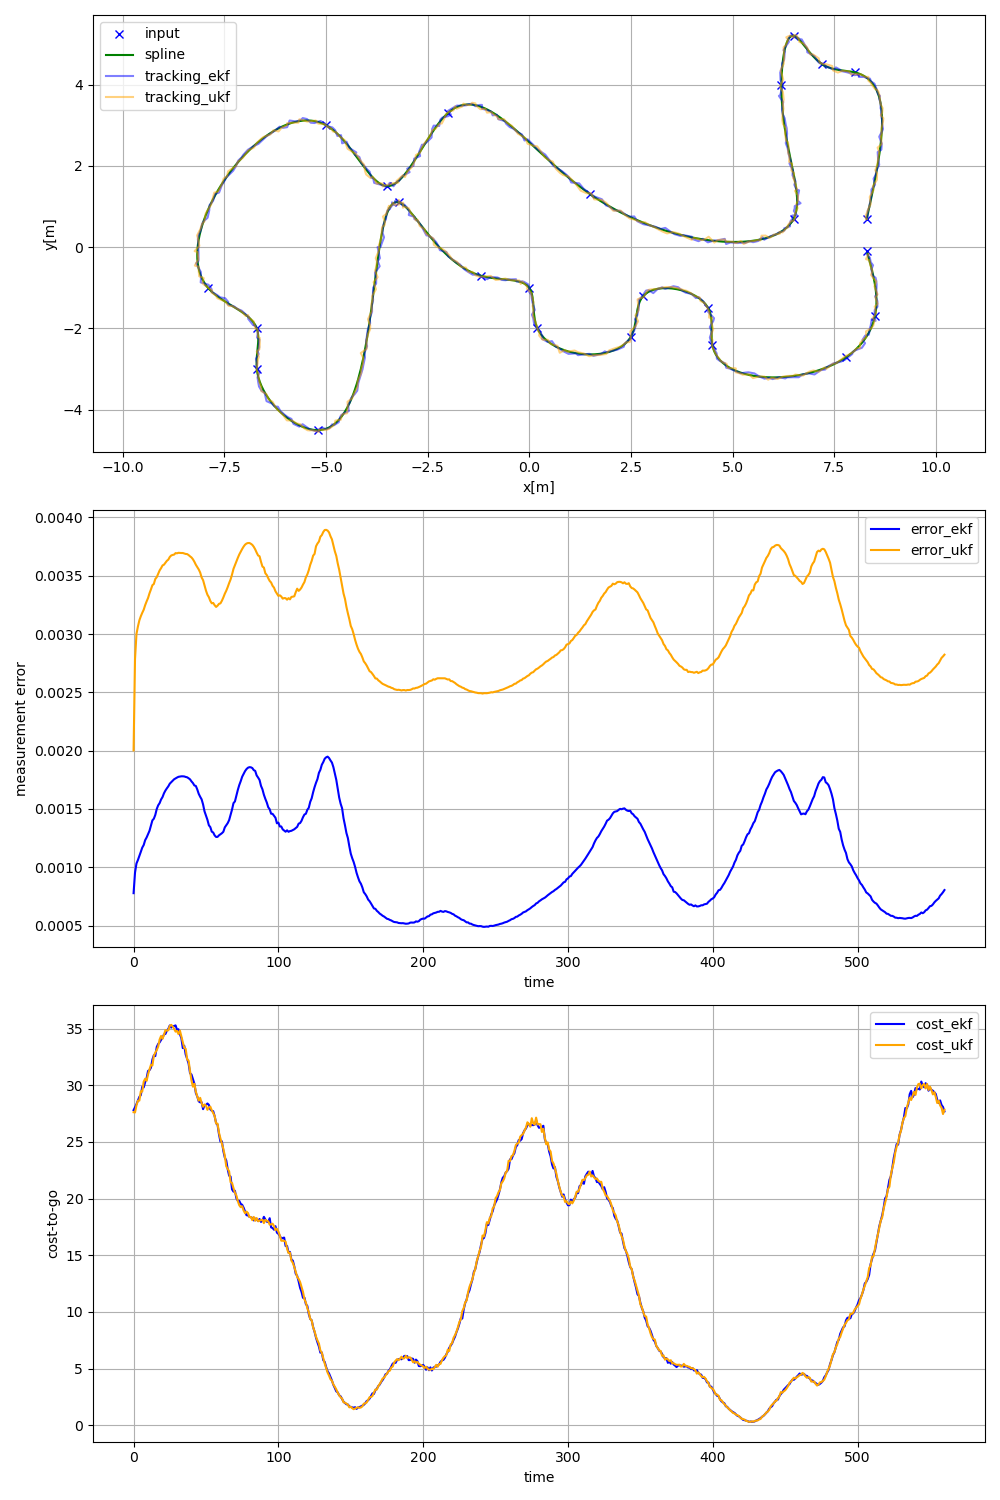 input
spline
tracking_ekf
tracking_ukf
4
2
0
−2
−4
y[m]
−10.0 −7.5 −5.0 −2.5 0.0 2.5 5.0 7.5 10.0
x[m]
error_ekf
error_ukf
0.0040
0.0035
0.0030
0.0025
0.0020
0.0015
0.0010
0.0005
measurement error
0 100 200 300 400 500
time
cost_ekf
cost_ukf
35
30
25
20
15
10
5
0
cost-to-go
0 100 200 300 400 500
time